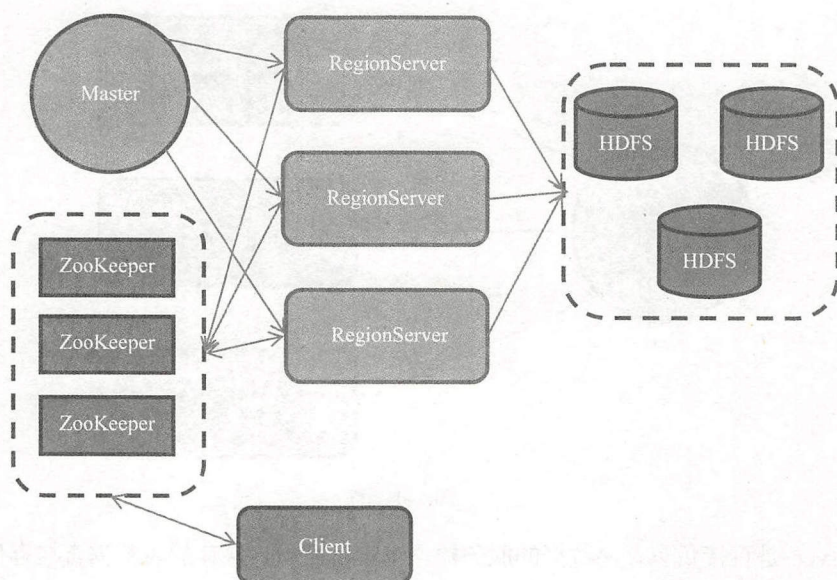 Master
RegionServer
RegionServer
RegionServer
HDFS
HDFS
HDFS
ZooKeeper
ZooKeeper
ZooKeeper
Client